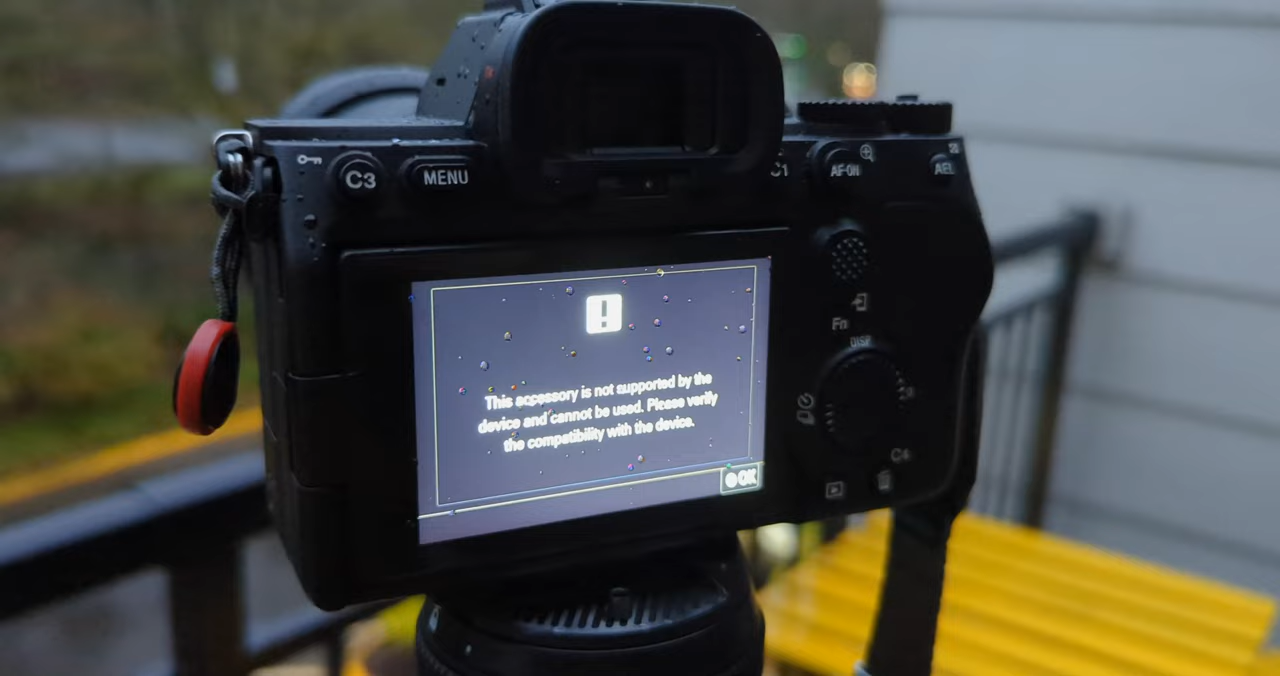 C3
MENU
C1
AF-ON
AEL
!
This accessory is not supported by the
device and cannot be used. Please verify
the compatibility with the device.
OK
Fn
DISP
C4